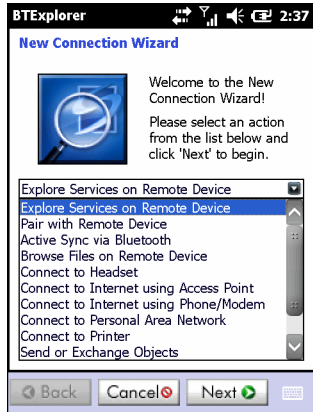 BTExplorer 2:37
New Connection Wizard
Welcome to the New
Connection Wizard!
Please select an action
from the list below and
click 'Next' to begin.
Explore Services on Remote Device
Explore Services on Remote Device
Pair with Remote Device
Active Sync via Bluetooth
Browse Files on Remote Device
Connect to Headset
Connect to Internet using Access Point
Connect to Internet using Phone/Modem
Connect to Personal Area Network
Connect to Printer
Send or Exchange Objects
Back Cancel Next